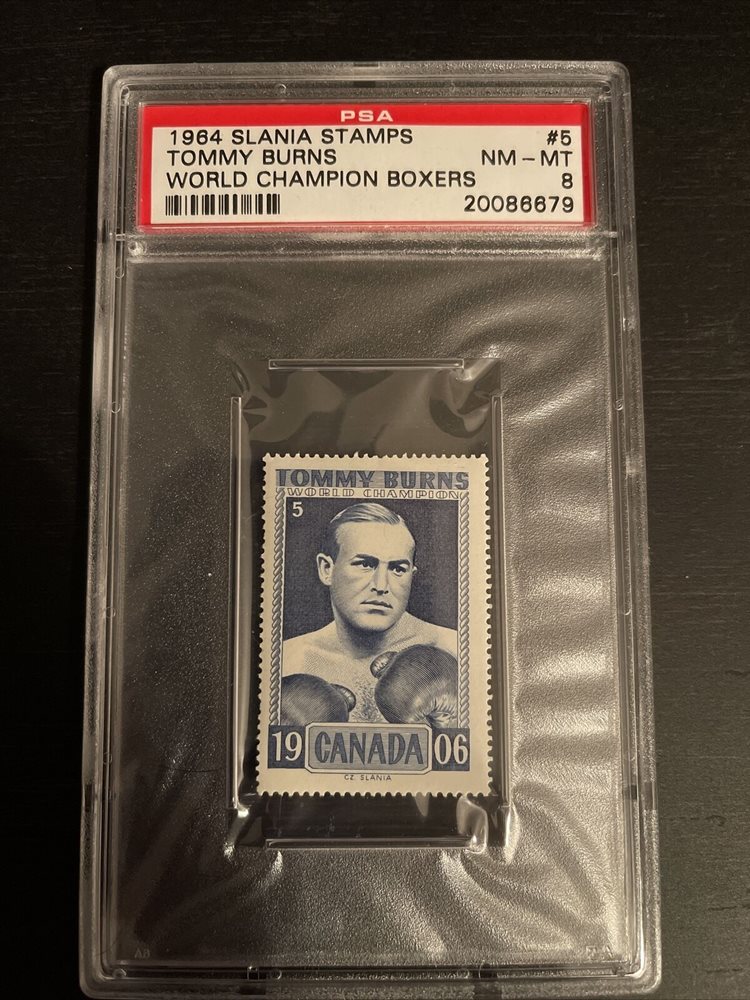 PSA
1964 SLANIA STAMPS #5
TOMMY BURNS NM - MT
WORLD CHAMPION BOXERS 8
20086679
TOMMY BURNS
WORLD CHAMPION
5
19 CANADA 06
CZ. SLANIA